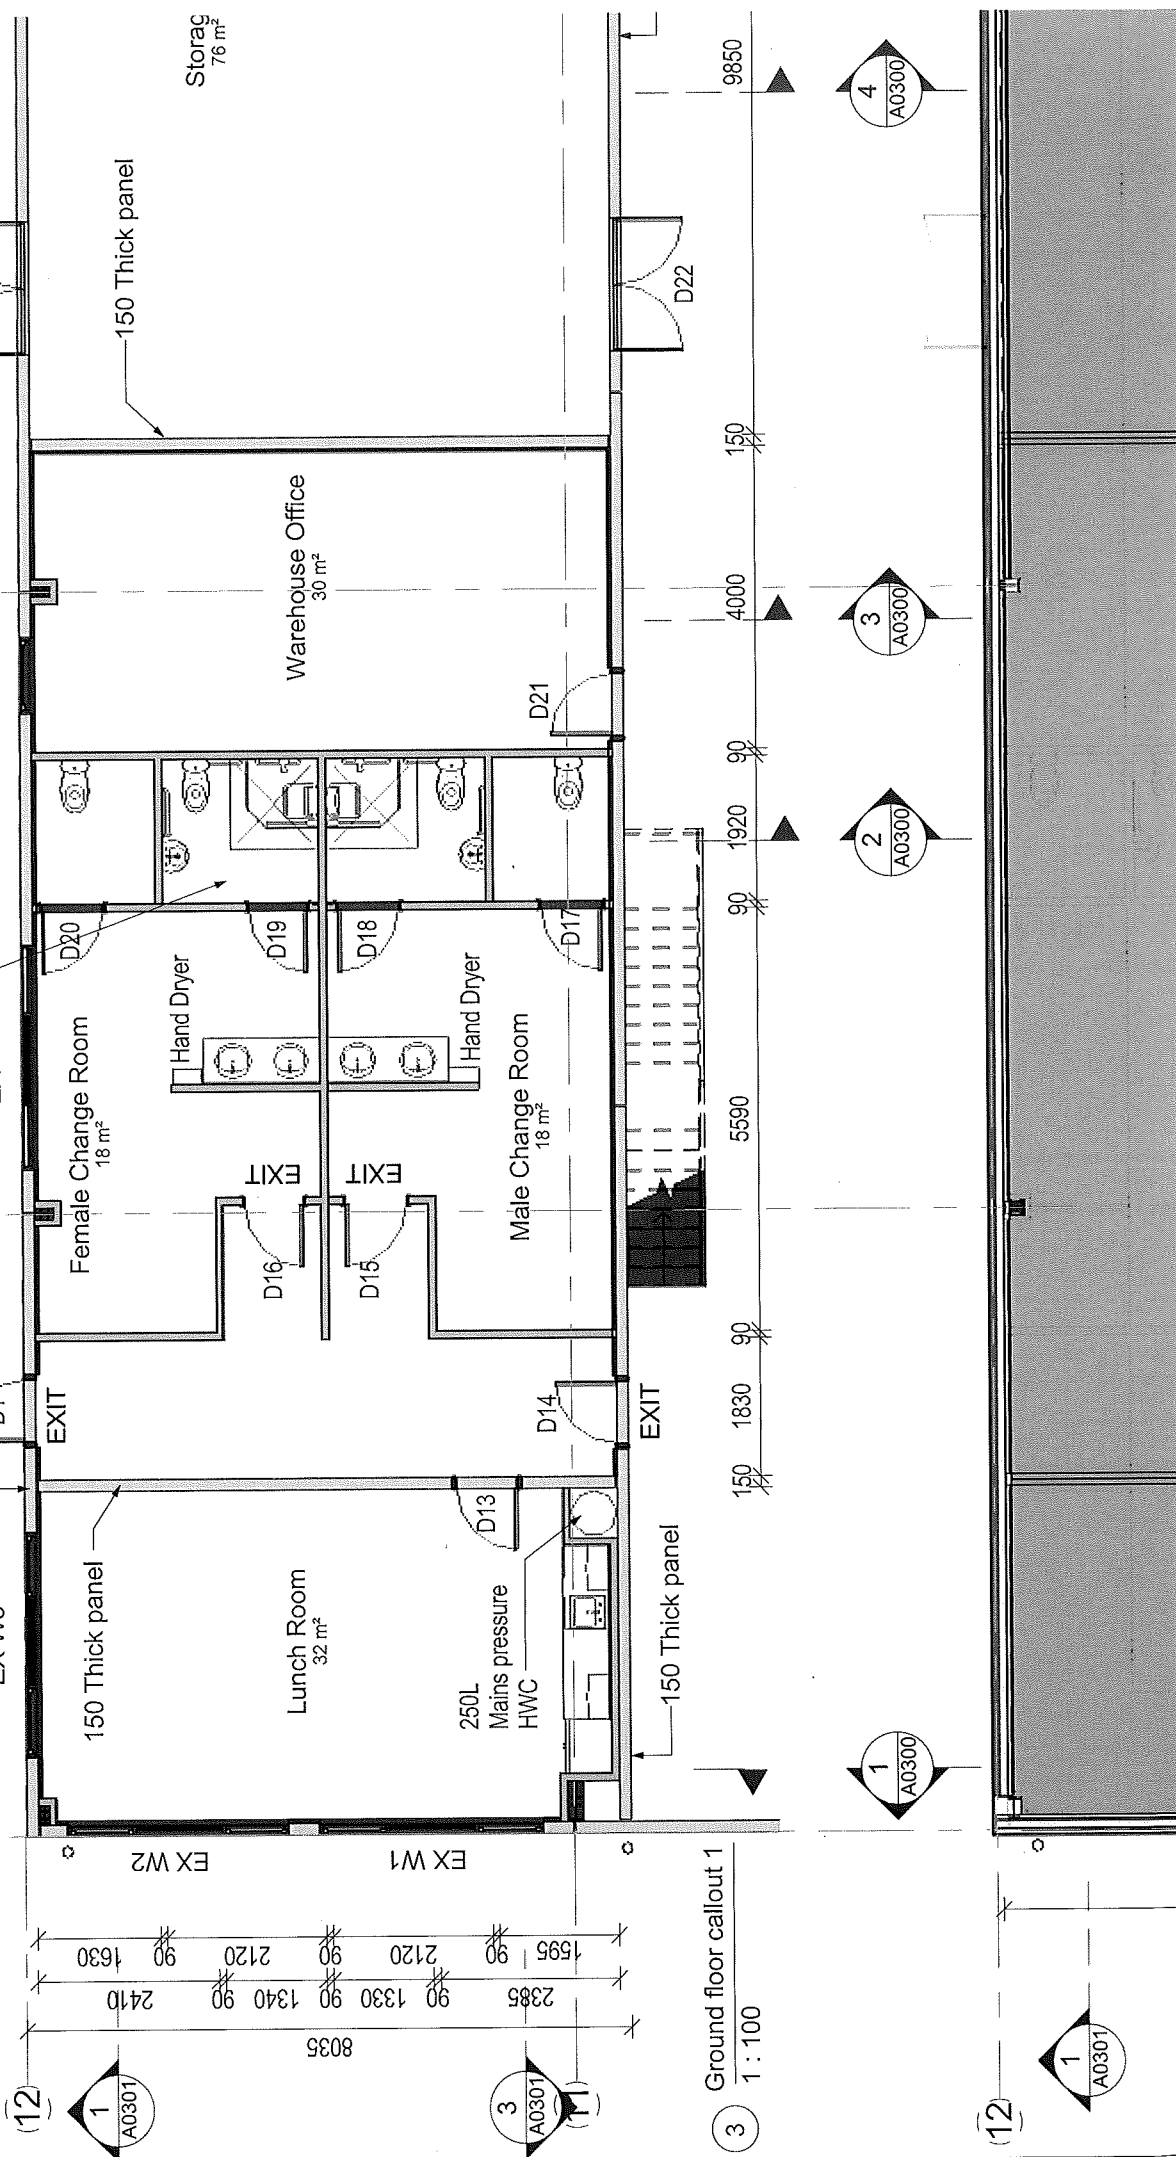 Storag
76 m²
150 Thick panel
9850
4
A0300
D22
150
Warehouse Office
30 m²
4000
3
A0300
D21
90
1920
2
A0300
90
D20
D19
D18
D17
Hand Dryer
Hand Dryer
Female Change Room
18 m²
Male Change Room
18 m²
5590
EXIT
EXIT
D16
D15
90
EXIT
D14
EXIT
1830
150
150 Thick panel
D13
Lunch Room
32 m²
250L
Mains pressure
HWC
150 Thick panel
1
A0300
EX W2
EX W1
1630
90
2120
90
2120
90
1595
2410
90
1340
90
1330
90
2385
8035
Ground floor callout 1
1 : 100
3
(12)
1
A0301
3
A0301
(12)
1
A0301